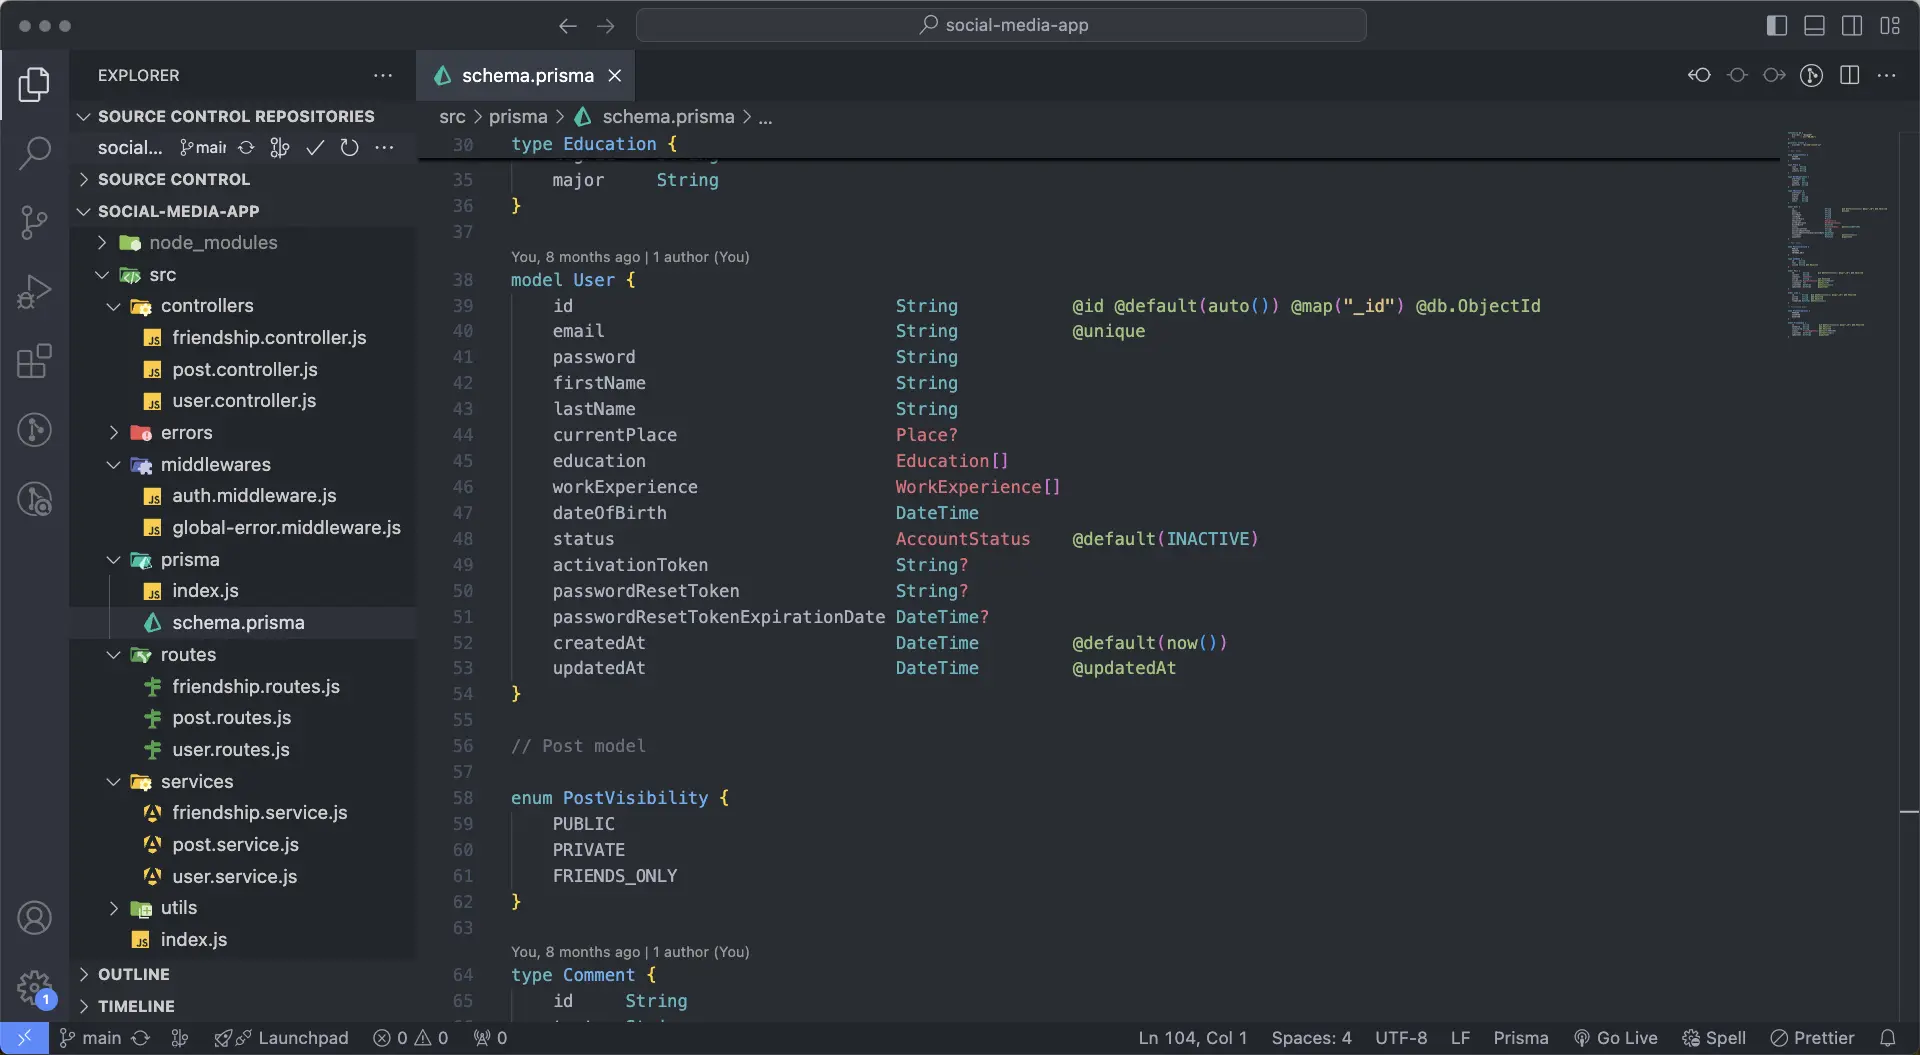 social-media-app
EXPLORER
SOURCE CONTROL REPOSITORIES
social... main
SOURCE CONTROL
SOCIAL-MEDIA-APP
node_modules
src
controllers
friendship.controller.js
post.controller.js
user.controller.js
errors
middlewares
auth.middleware.js
global-error.middleware.js
prisma
index.js
schema.prisma
routes
friendship.routes.js
post.routes.js
user.routes.js
services
friendship.service.js
post.service.js
user.service.js
utils
index.js
OUTLINE
TIMELINE
1
schema.prisma
src > prisma > schema.prisma > ...
30 type Education {
35 major String
36 }
37
You, 8 months ago | 1 author (You)
38 model User {
39 id String @id @default(auto()) @map("_id") @db.ObjectId
40 email String @unique
41 password String
42 firstName String
43 lastName String
44 currentPlace Place?
45 education Education[]
46 workExperience WorkExperience[]
47 dateOfBirth DateTime
48 status AccountStatus @default(INACTIVE)
49 activationToken String?
50 passwordResetToken String?
51 passwordResetTokenExpirationDate DateTime?
52 createdAt DateTime @default(now())
53 updatedAt DateTime @updatedAt
54 }
55
56 // Post model
57
58 enum PostVisibility {
59 PUBLIC
60 PRIVATE
61 FRIENDS_ONLY
62 }
63
You, 8 months ago | 1 author (You)
64 type Comment {
65 id String
main Launchpad 0 0 0 Ln 104, Col 1 Spaces: 4 UTF-8 LF Prisma Go Live Spell Prettier